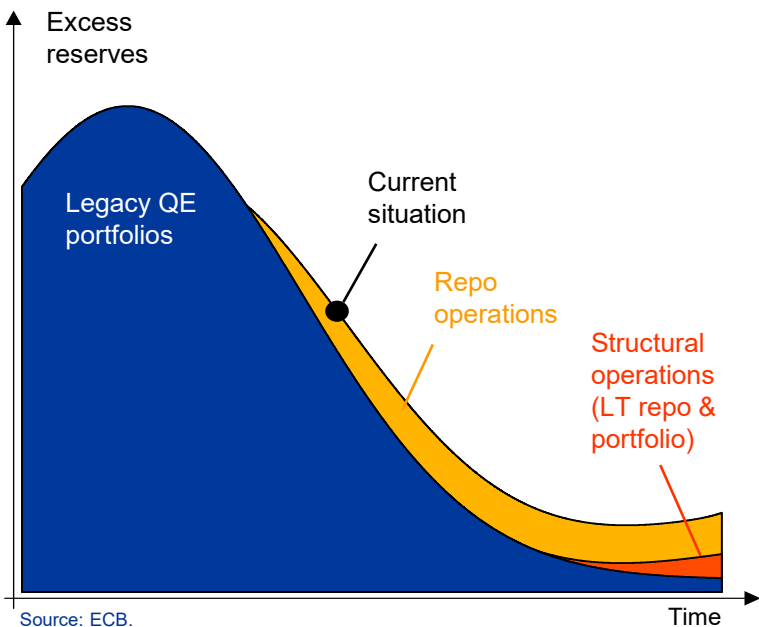 Excess
reserves
Legacy QE
portfolios
Current
situation
Repo
operations
Structural
operations
(LT repo &
portfolio)
Time
Source: ECB.